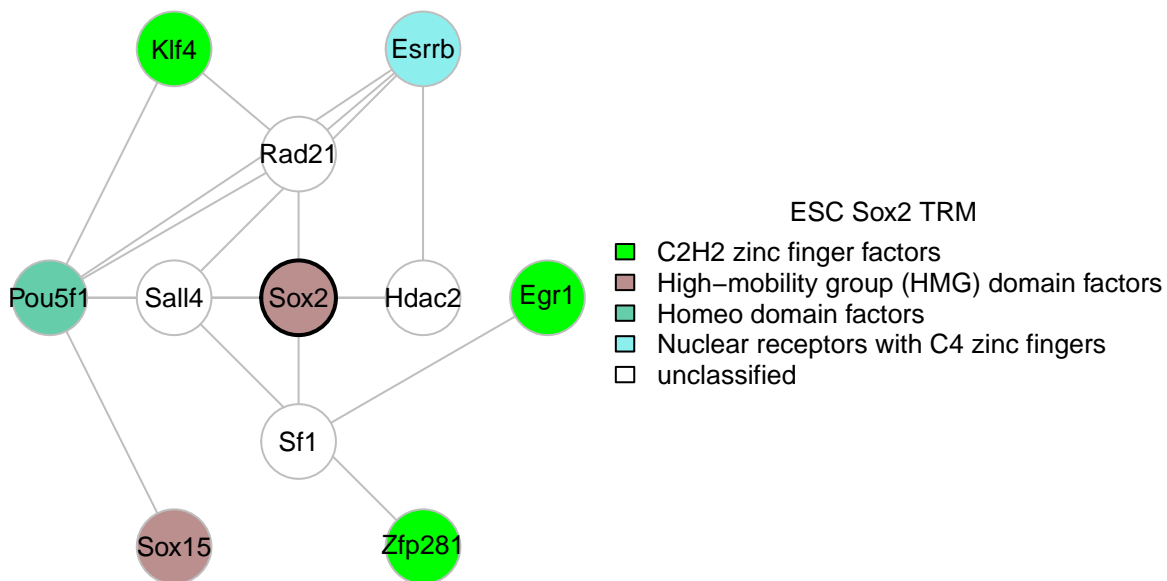 Klf4
Esrrb
Rad21
Pou5f1
Sall4
Sox2
Hdac2
Egr1
Sf1
Sox15
Zfp281
ESC Sox2 TRM
C2H2 zinc finger factors
High−mobility group (HMG) domain factors
Homeo domain factors
Nuclear receptors with C4 zinc fingers
unclassified